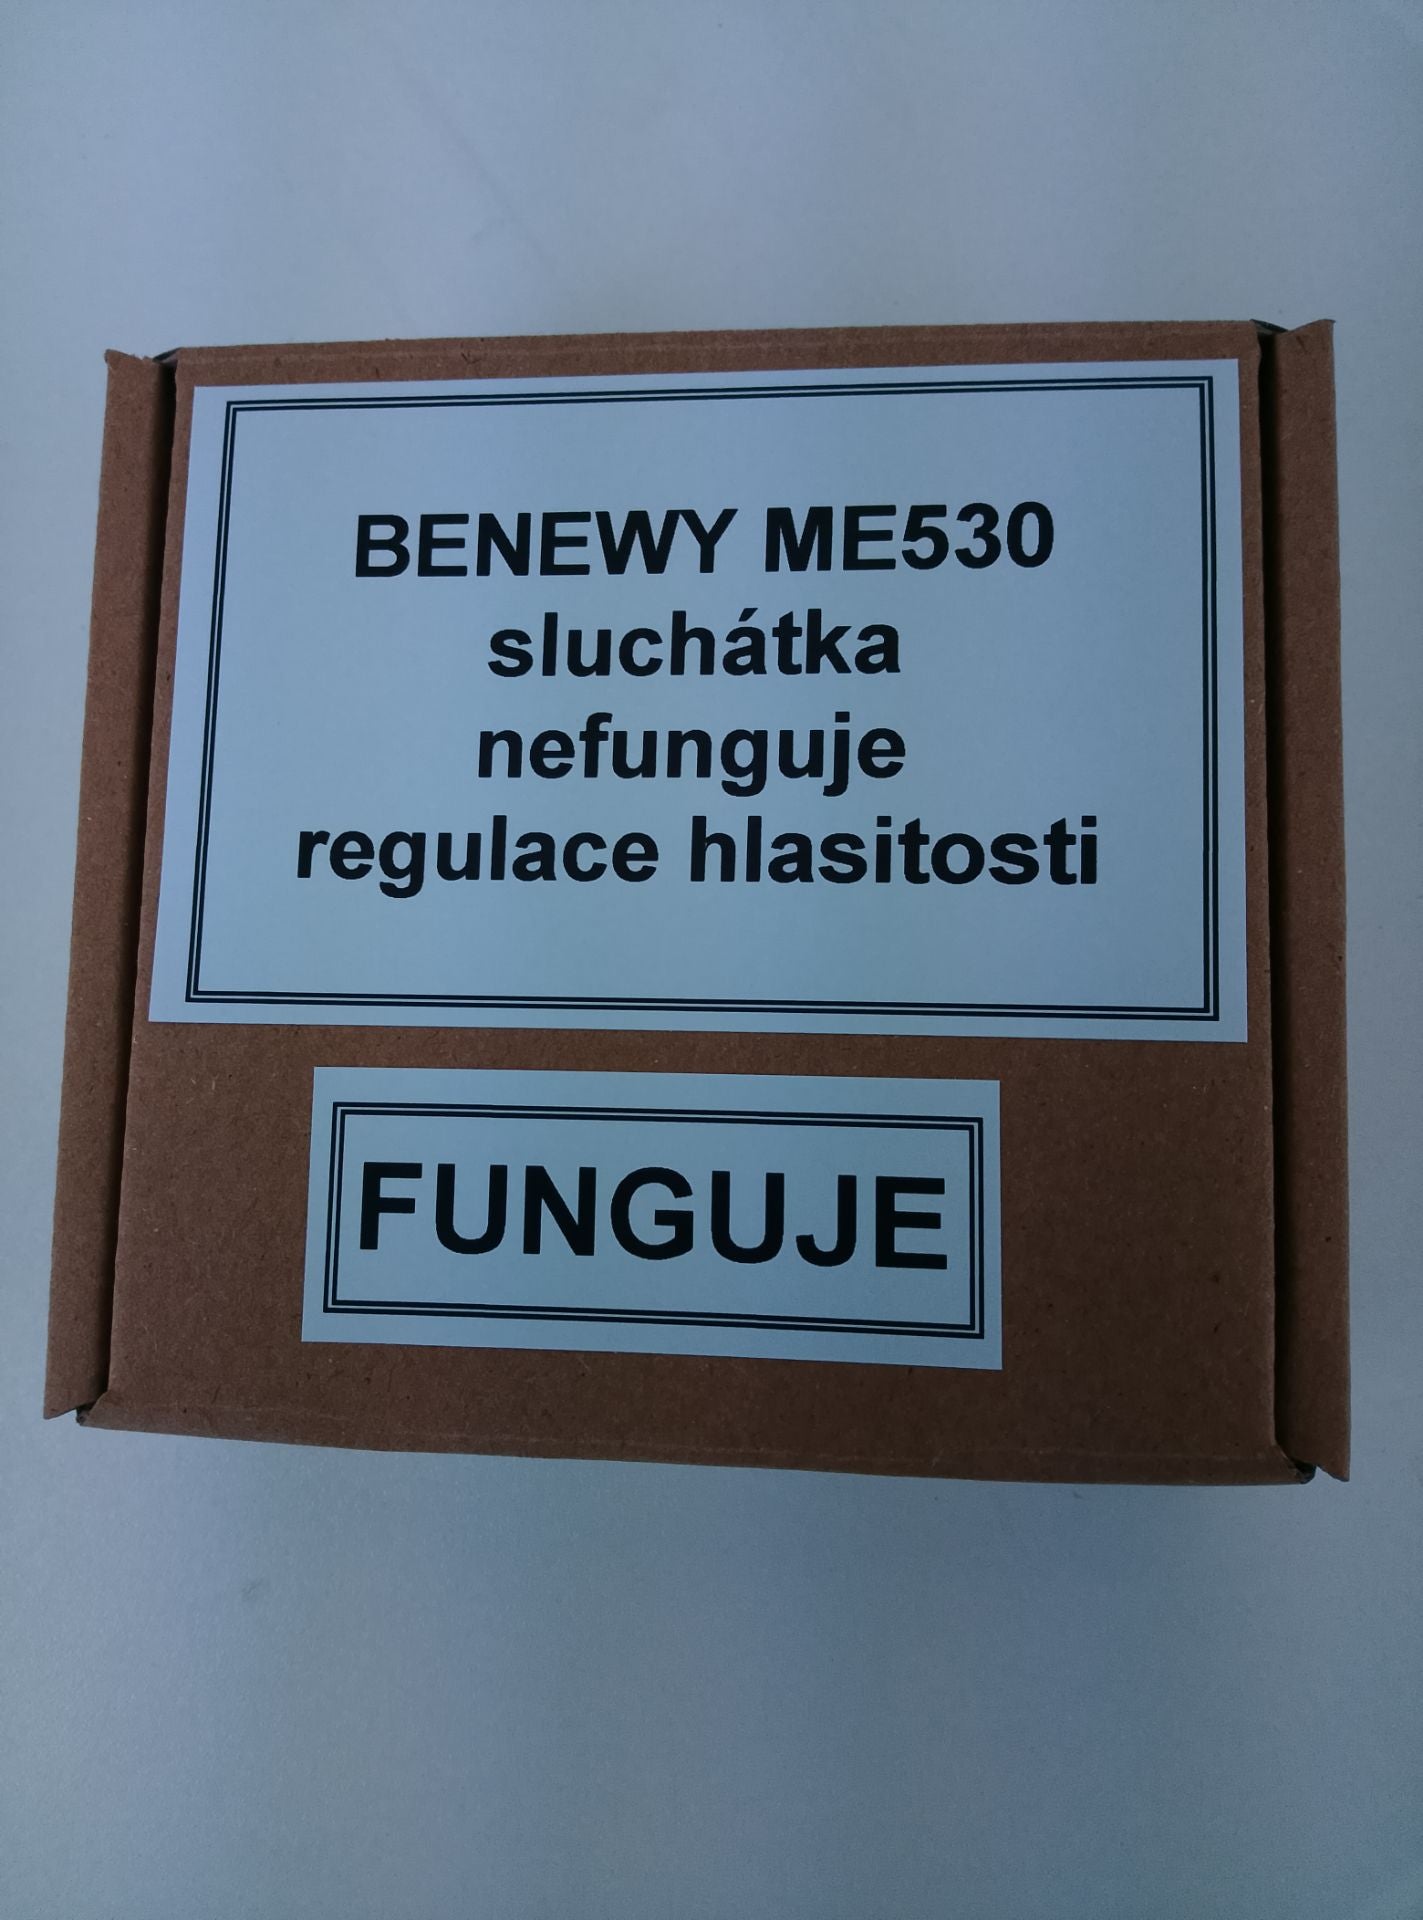 BENEWY ME530
sluchátka
nefunguje
regulace hlasitosti
FUNGUJE